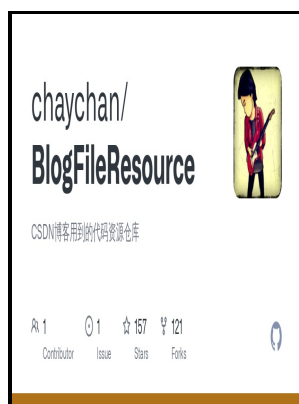 chaychan/
BlogFileResource
CSDN博客用到的代码资源仓库
1 1 157 121
Contributor Issue Stars Forks